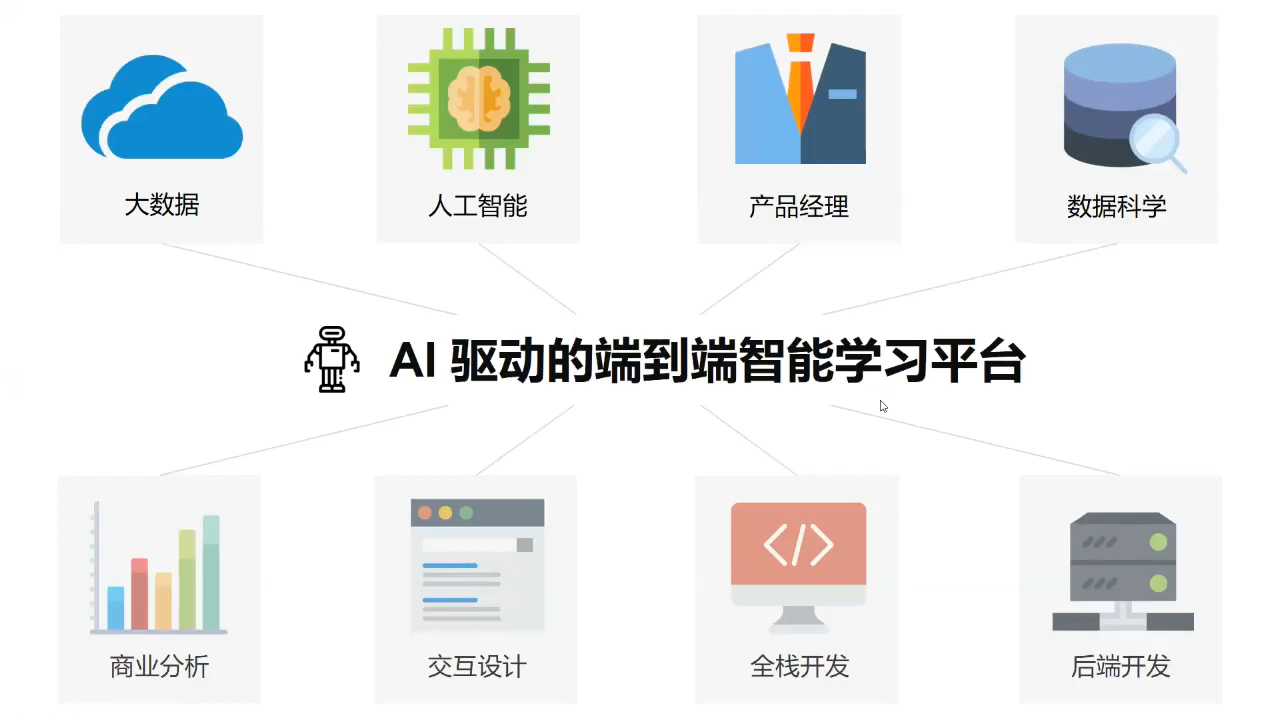 大数据
人工智能
产品经理
数据科学
AI 驱动的端到端智能学习平台
商业分析
交互设计
全栈开发
后端开发